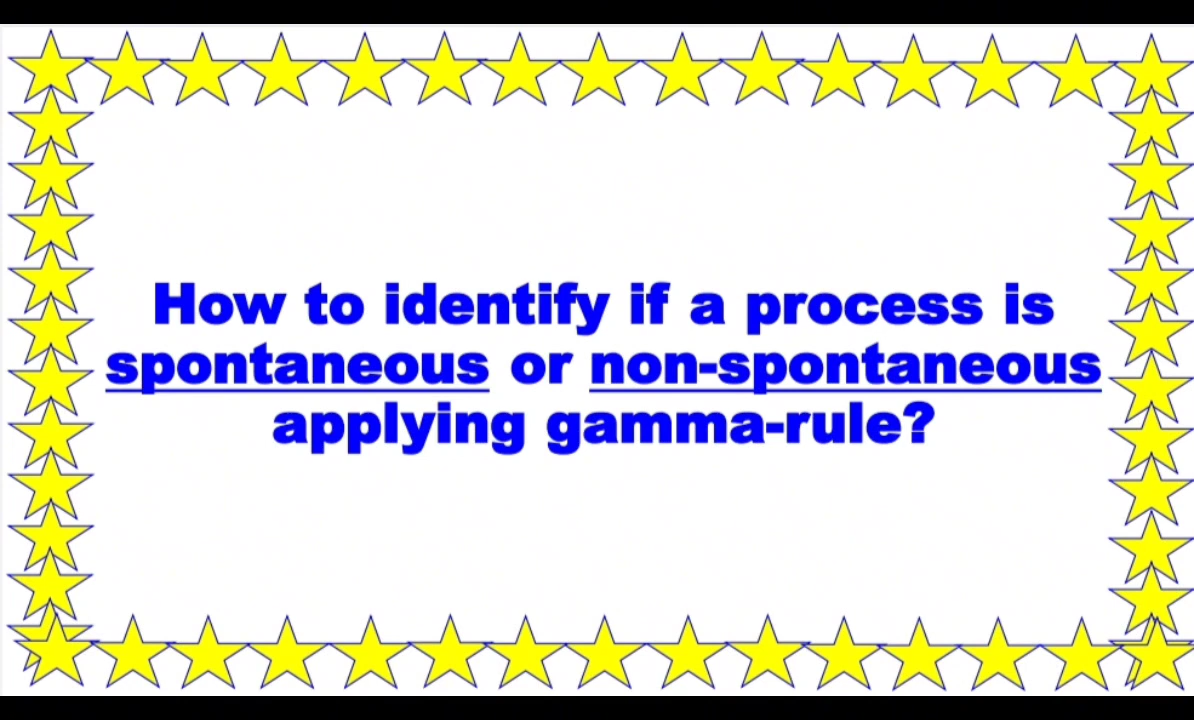 How to identify if a process is
spontaneous or non-spontaneous
applying gamma-rule?